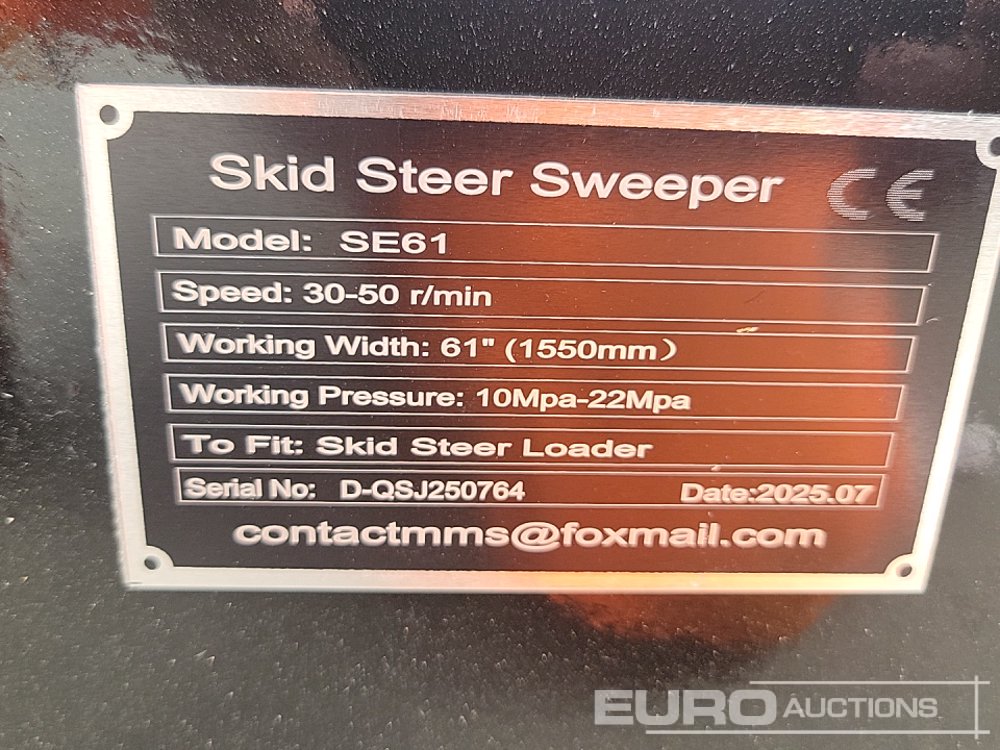 Skid Steer Sweeper CE
Model: SE61
Speed: 30-50 r/min
Working Width: 61" (1550mm）
Working Pressure: 10Mpa-22Mpa
To Fit: Skid Steer Loader
Serial No: D-QSJ250764 Date:2025.07
contactmms@foxmail.com
EURO AUCTIONS